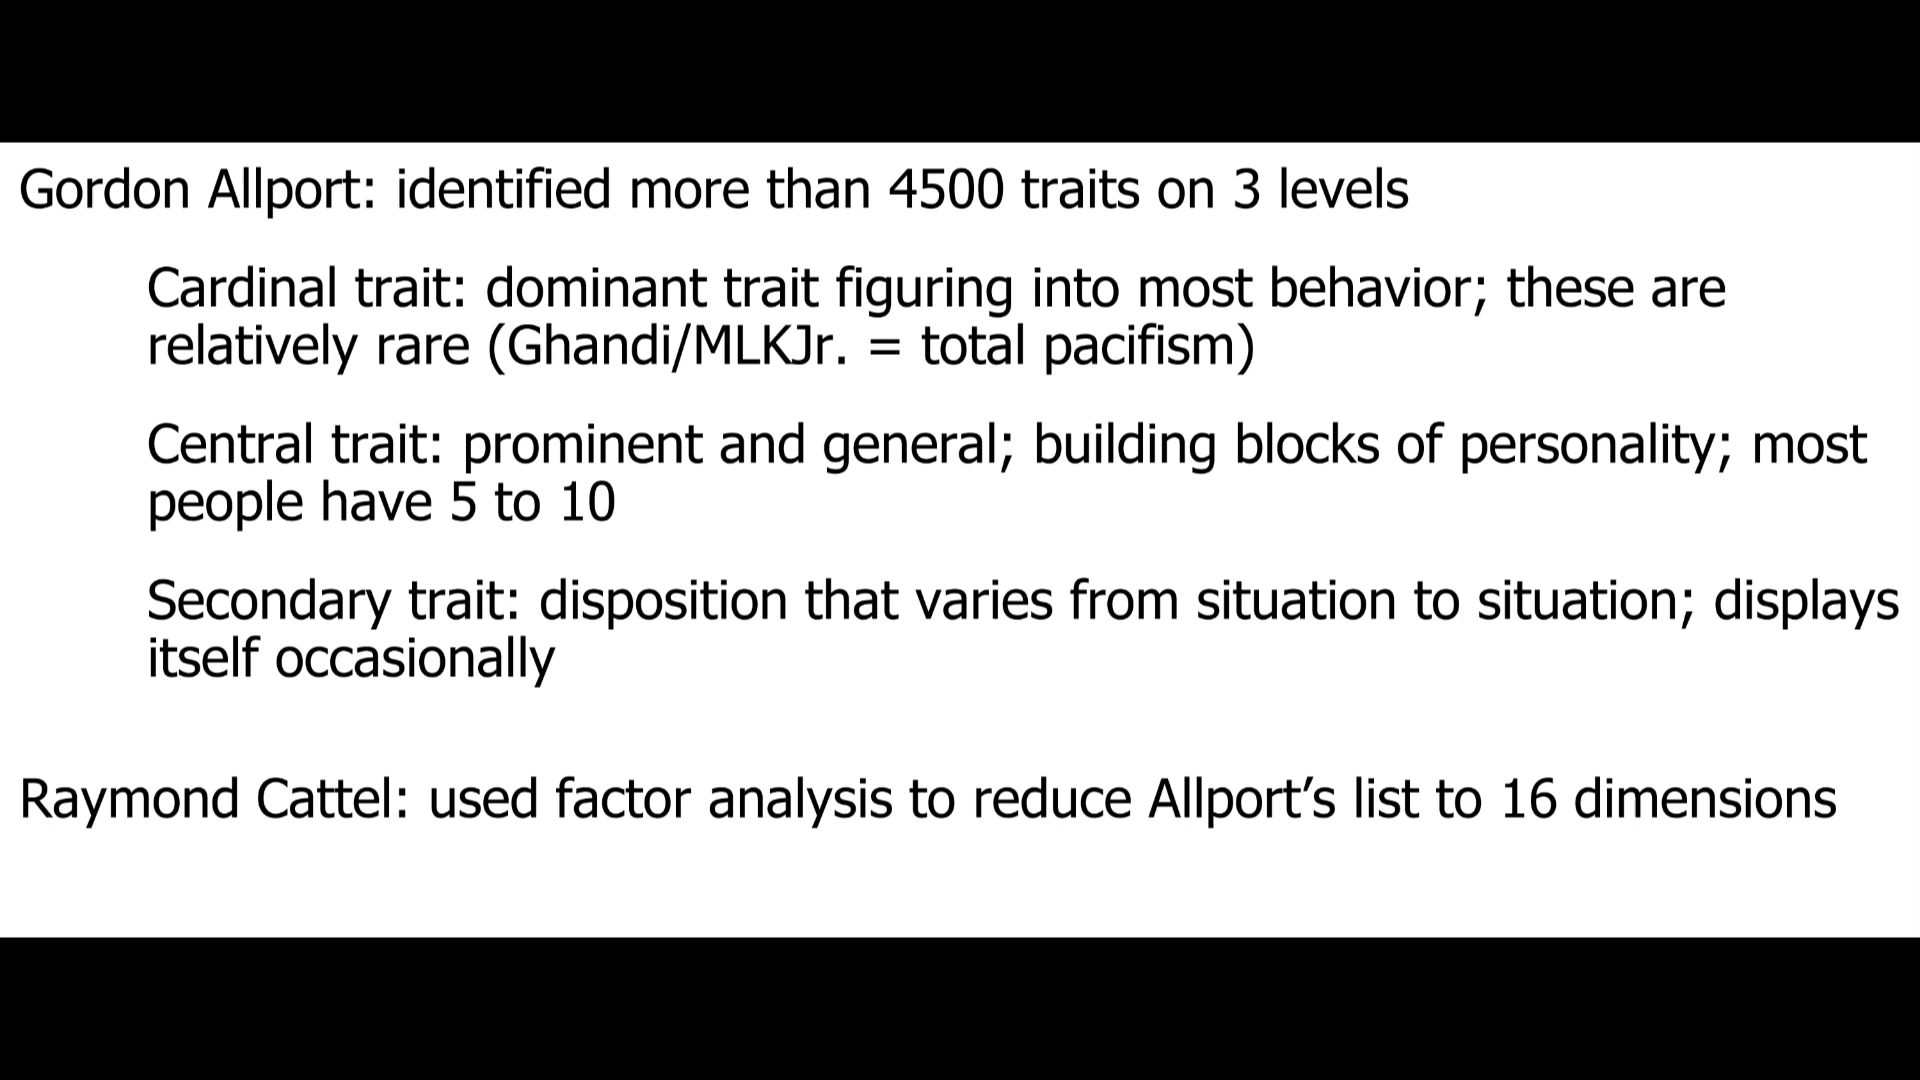 Gordon Allport: identified more than 4500 traits on 3 levels
Cardinal trait: dominant trait figuring into most behavior; these are
relatively rare (Ghandi/MLKJr. = total pacifism)
Central trait: prominent and general; building blocks of personality; most
people have 5 to 10
Secondary trait: disposition that varies from situation to situation; displays
itself occasionally
Raymond Cattel: used factor analysis to reduce Allport’s list to 16 dimensions